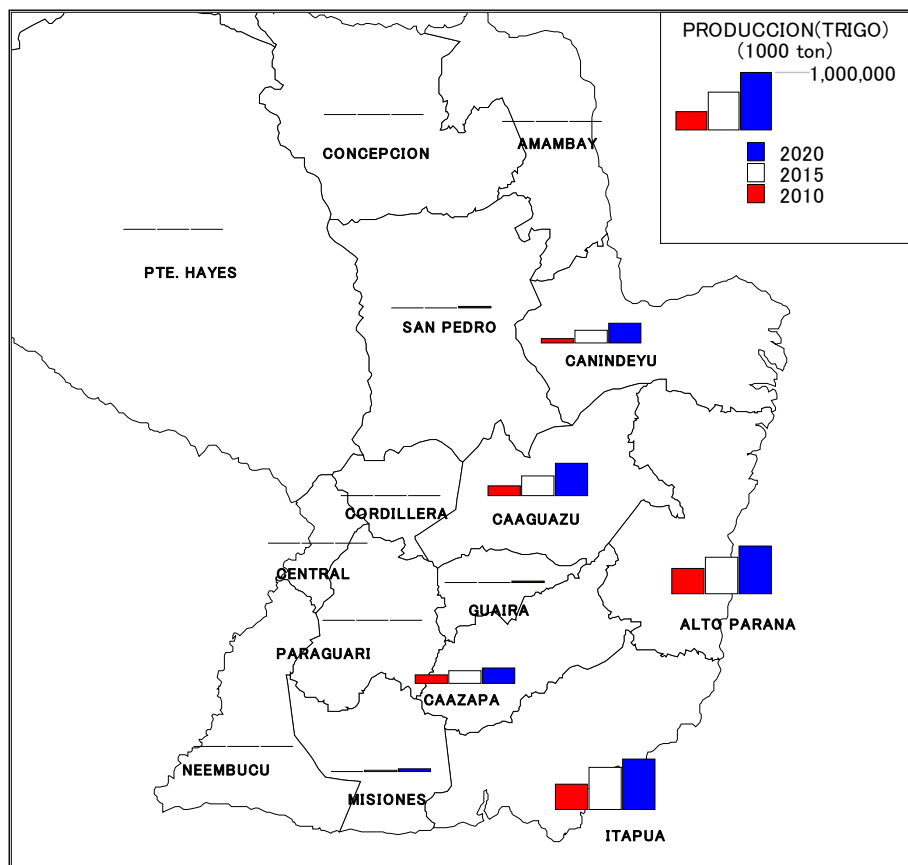 PRODUCCION(TRIGO)
(1000 ton)
1,000,000
2020
2015
2010
CONCEPCION
AMAMBAY
PTE. HAYES
SAN PEDRO
CANINDEYU
CORDILLERA
CAAGUAZU
CENTRAL
GUAIRA
ALTO PARANA
PARAGUARI
CAAZAPA
NEEMBUCU
MISIONES
ITAPUA